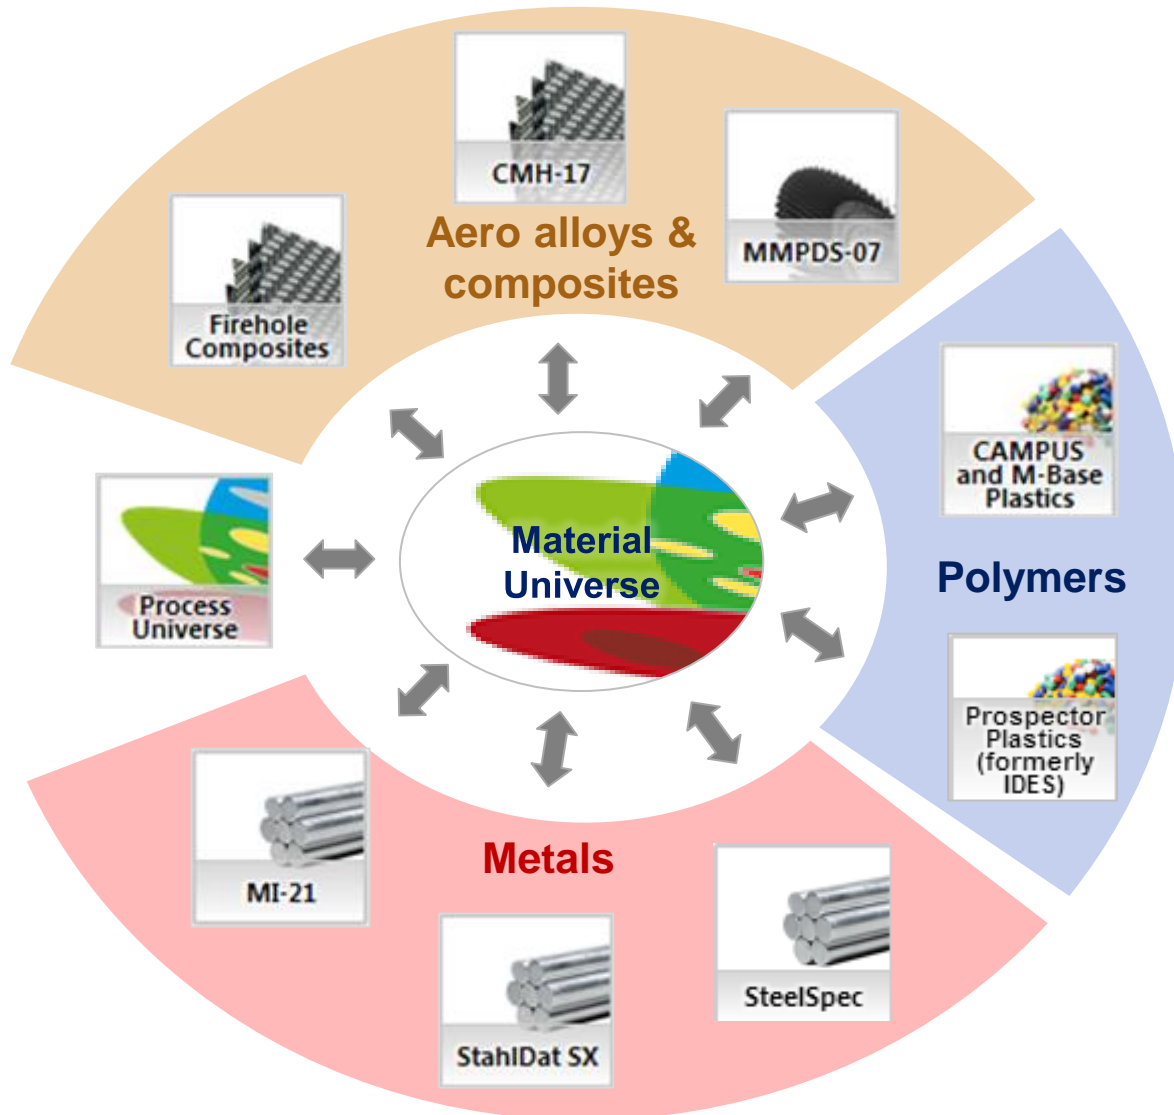 CMH-17
MMPDS-07
Aero alloys &
composites
Firehole
Composites
CAMPUS
and M-Base
Plastics
Material
Universe
Polymers
Process
Universe
Prospector
Plastics
(formerly
IDES)
Metals
MI-21
SteelSpec
StahlDat SX